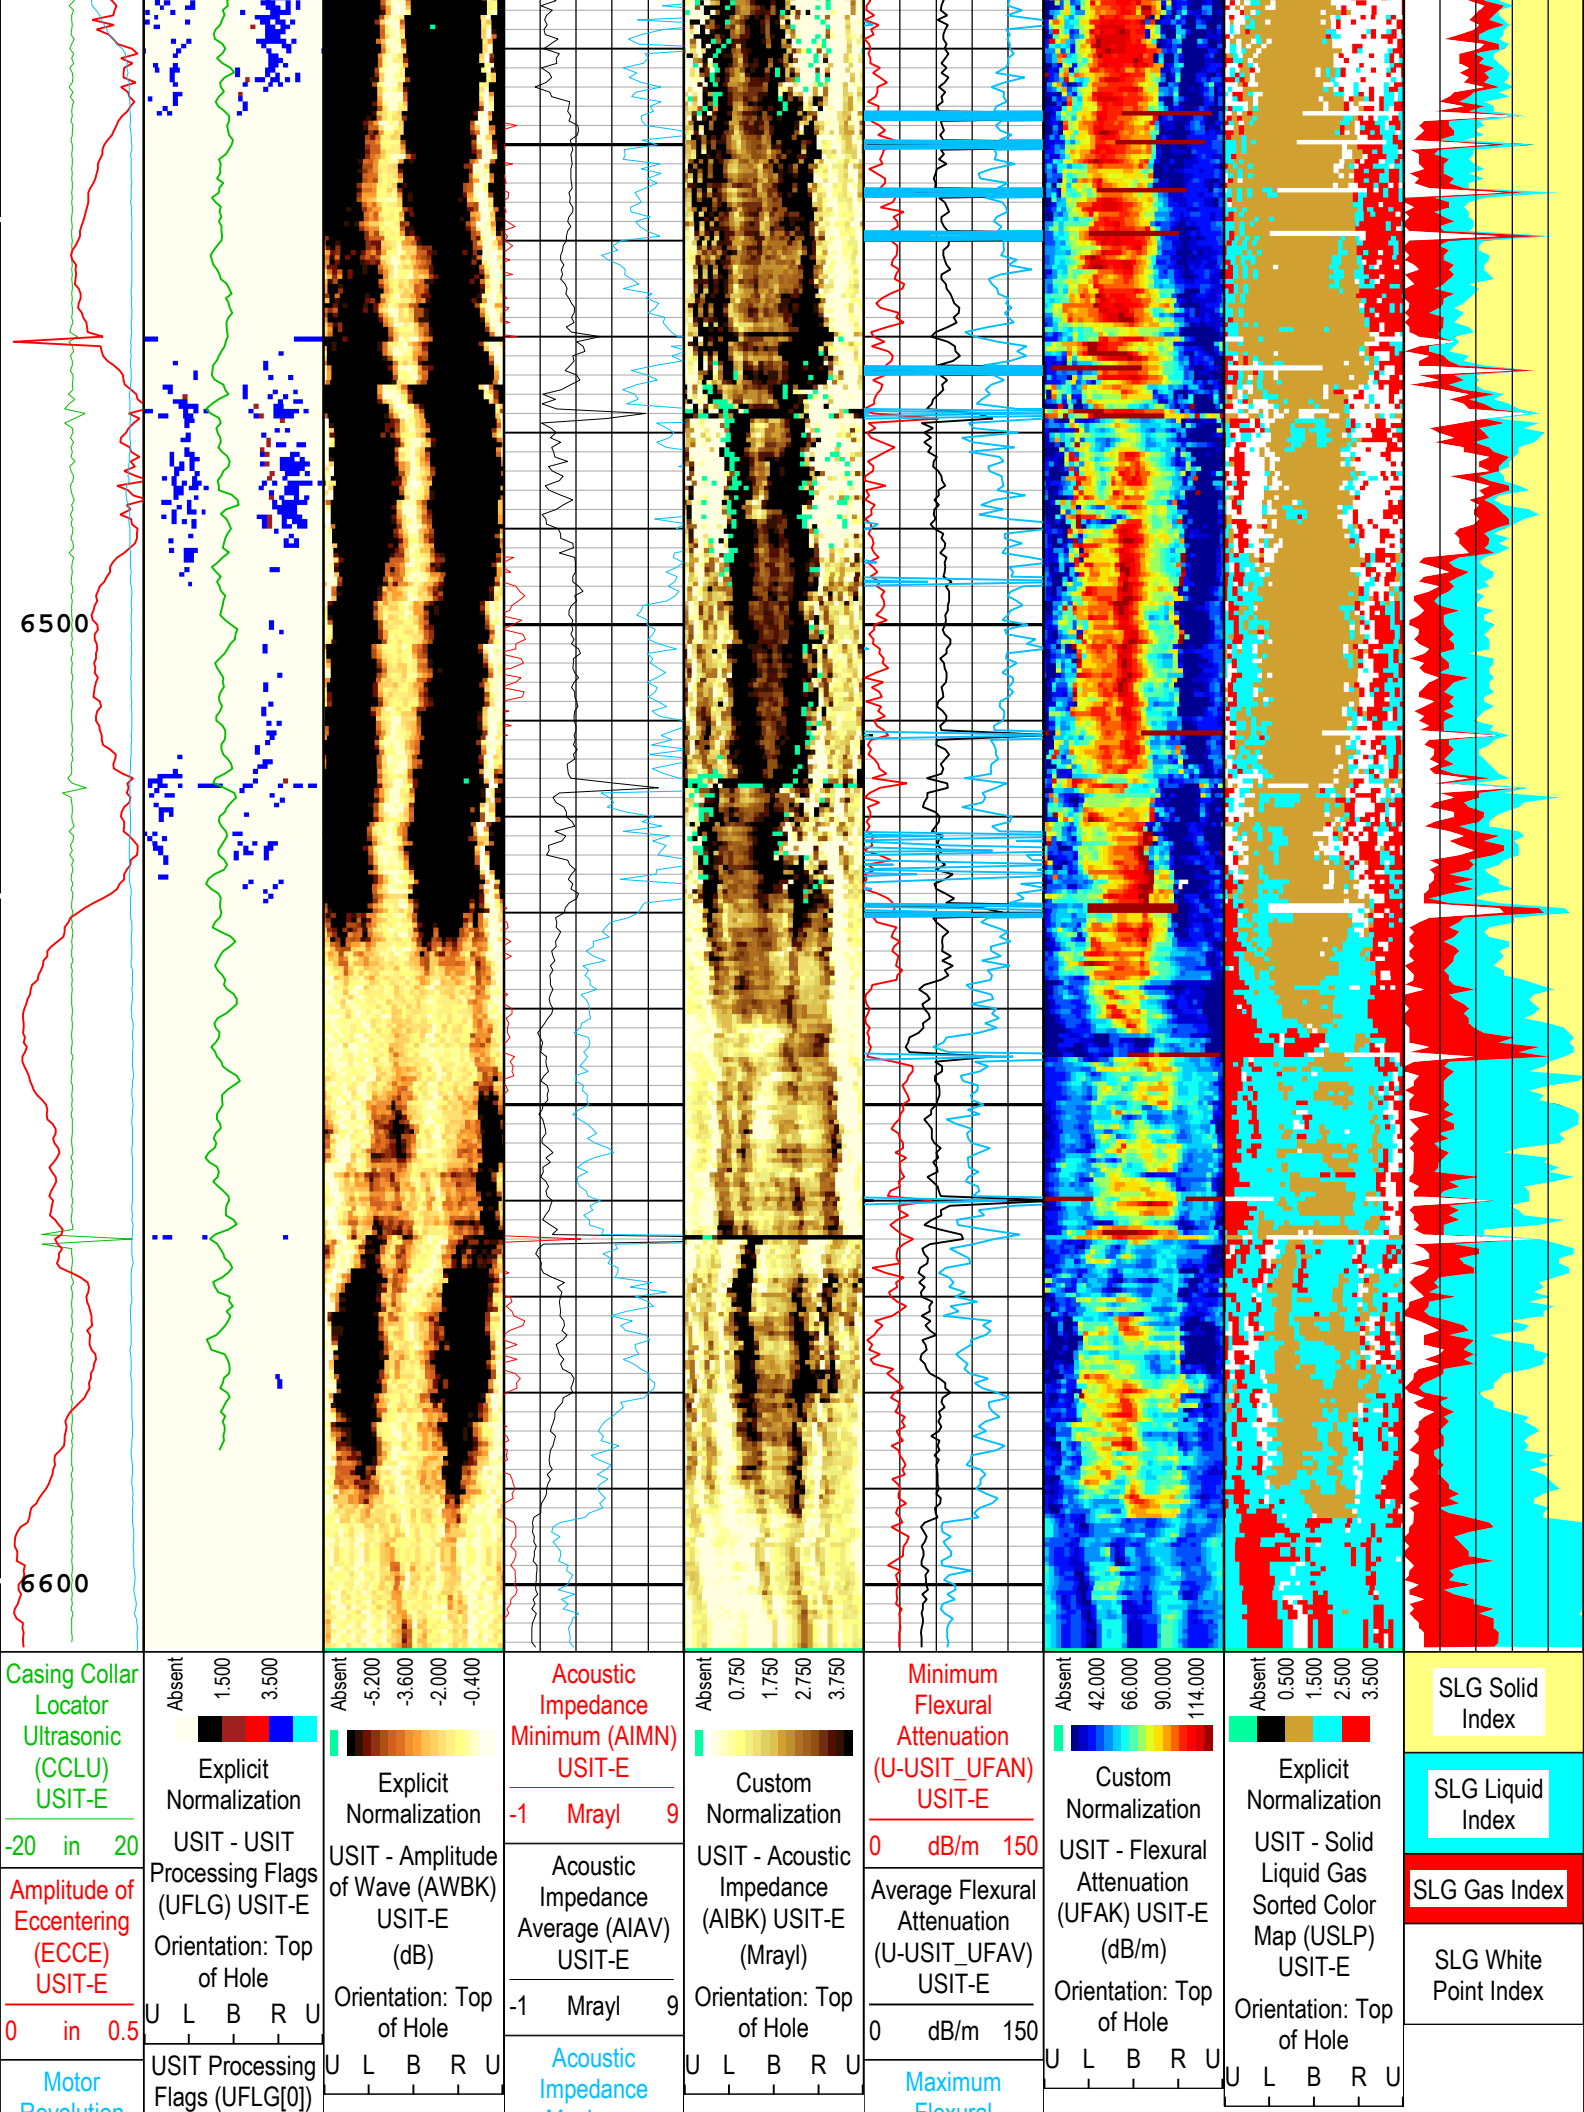 6500
6600
Casing Collar
Locator
Ultrasonic
(CCLU)
USIT-E
-20 in 20
Amplitude of
Eccentering
(ECCE)
USIT-E
0 in 0.5
Motor
Revolution
Absent 1.500 3.500
Explicit
Normalization
USIT - USIT
Processing Flags
(UFLG) USIT-E
Orientation: Top
of Hole
U L B R U
USIT Processing
Flags (UFLG[0])
Absent -5.200 -3.600 -2.000 -0.400
Explicit
Normalization
USIT - Amplitude
of Wave (AWBK)
USIT-E
(dB)
Orientation: Top
of Hole
U L B R U
Acoustic
Impedance
Minimum (AIMN)
USIT-E
-1 Mrayl 9
Acoustic
Impedance
Average (AIAV)
USIT-E
-1 Mrayl 9
Acoustic
Impedance
Absent 0.750 1.750 2.750 3.750
Custom
Normalization
USIT - Acoustic
Impedance
(AIBK) USIT-E
(Mrayl)
Orientation: Top
of Hole
U L B R U
Minimum
Flexural
Attenuation
(U-USIT_UFAN)
USIT-E
0 dB/m 150
Average Flexural
Attenuation
(U-USIT_UFAV)
USIT-E
0 dB/m 150
Maximum
Flexural
Absent 42.000 66.000 90.000 114.000
Custom
Normalization
USIT - Flexural
Attenuation
(UFAK) USIT-E
(dB/m)
Orientation: Top
of Hole
U L B R U
Absent 0.500 1.500 2.500 3.500
Explicit
Normalization
USIT - Solid
Liquid Gas
Sorted Color
Map (USLP)
USIT-E
Orientation: Top
of Hole
U L B R U
SLG Solid
Index
SLG Liquid
Index
SLG Gas Index
SLG White
Point Index